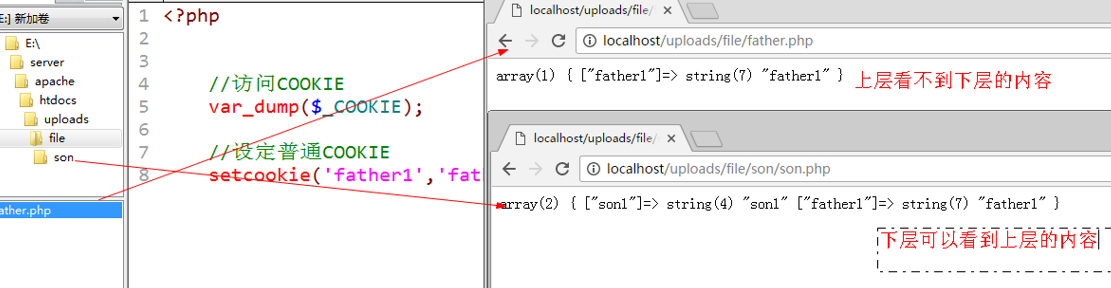 E:] 新加卷
E:\
server
apache
htdocs
uploads
file
son
ather.php
1 <?php
2
3
4 //访问COOKIE
5 var_dump($_COOKIE);
6
7 //设定普通COOKIE
8 setcookie('father1','fat
localhost/uploads/file/
localhost/uploads/file/father.php
array(1) { ["father1"]=> string(7) "father1" }
上层看不到下层的内容
localhost/uploads/file/
localhost/uploads/file/son/son.php
array(2) { ["son1"]=> string(4) "son1" ["father1"]=> string(7) "father1" }
下层可以看到上层的内容